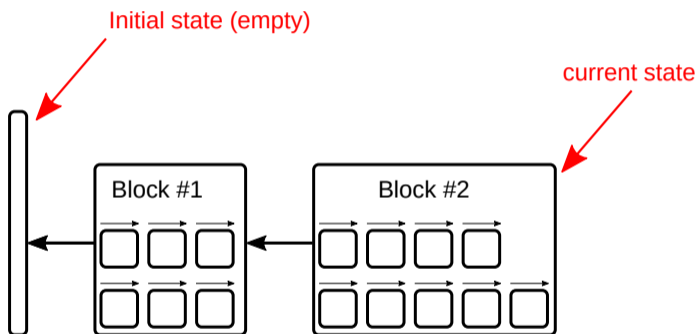 Initial state (empty)
current state
Block #1
Block #2